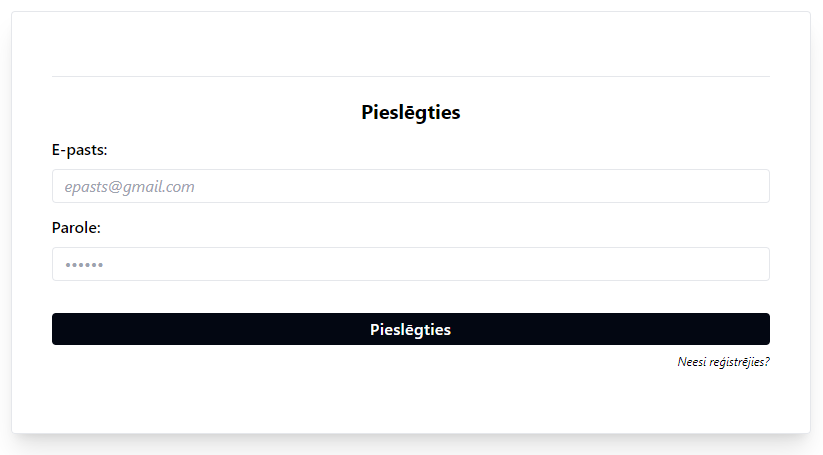 Pieslēgties
E-pasts:
epasts@gmail.com
Parole:
••••••
Pieslēgties
Neesi reģistrējies?